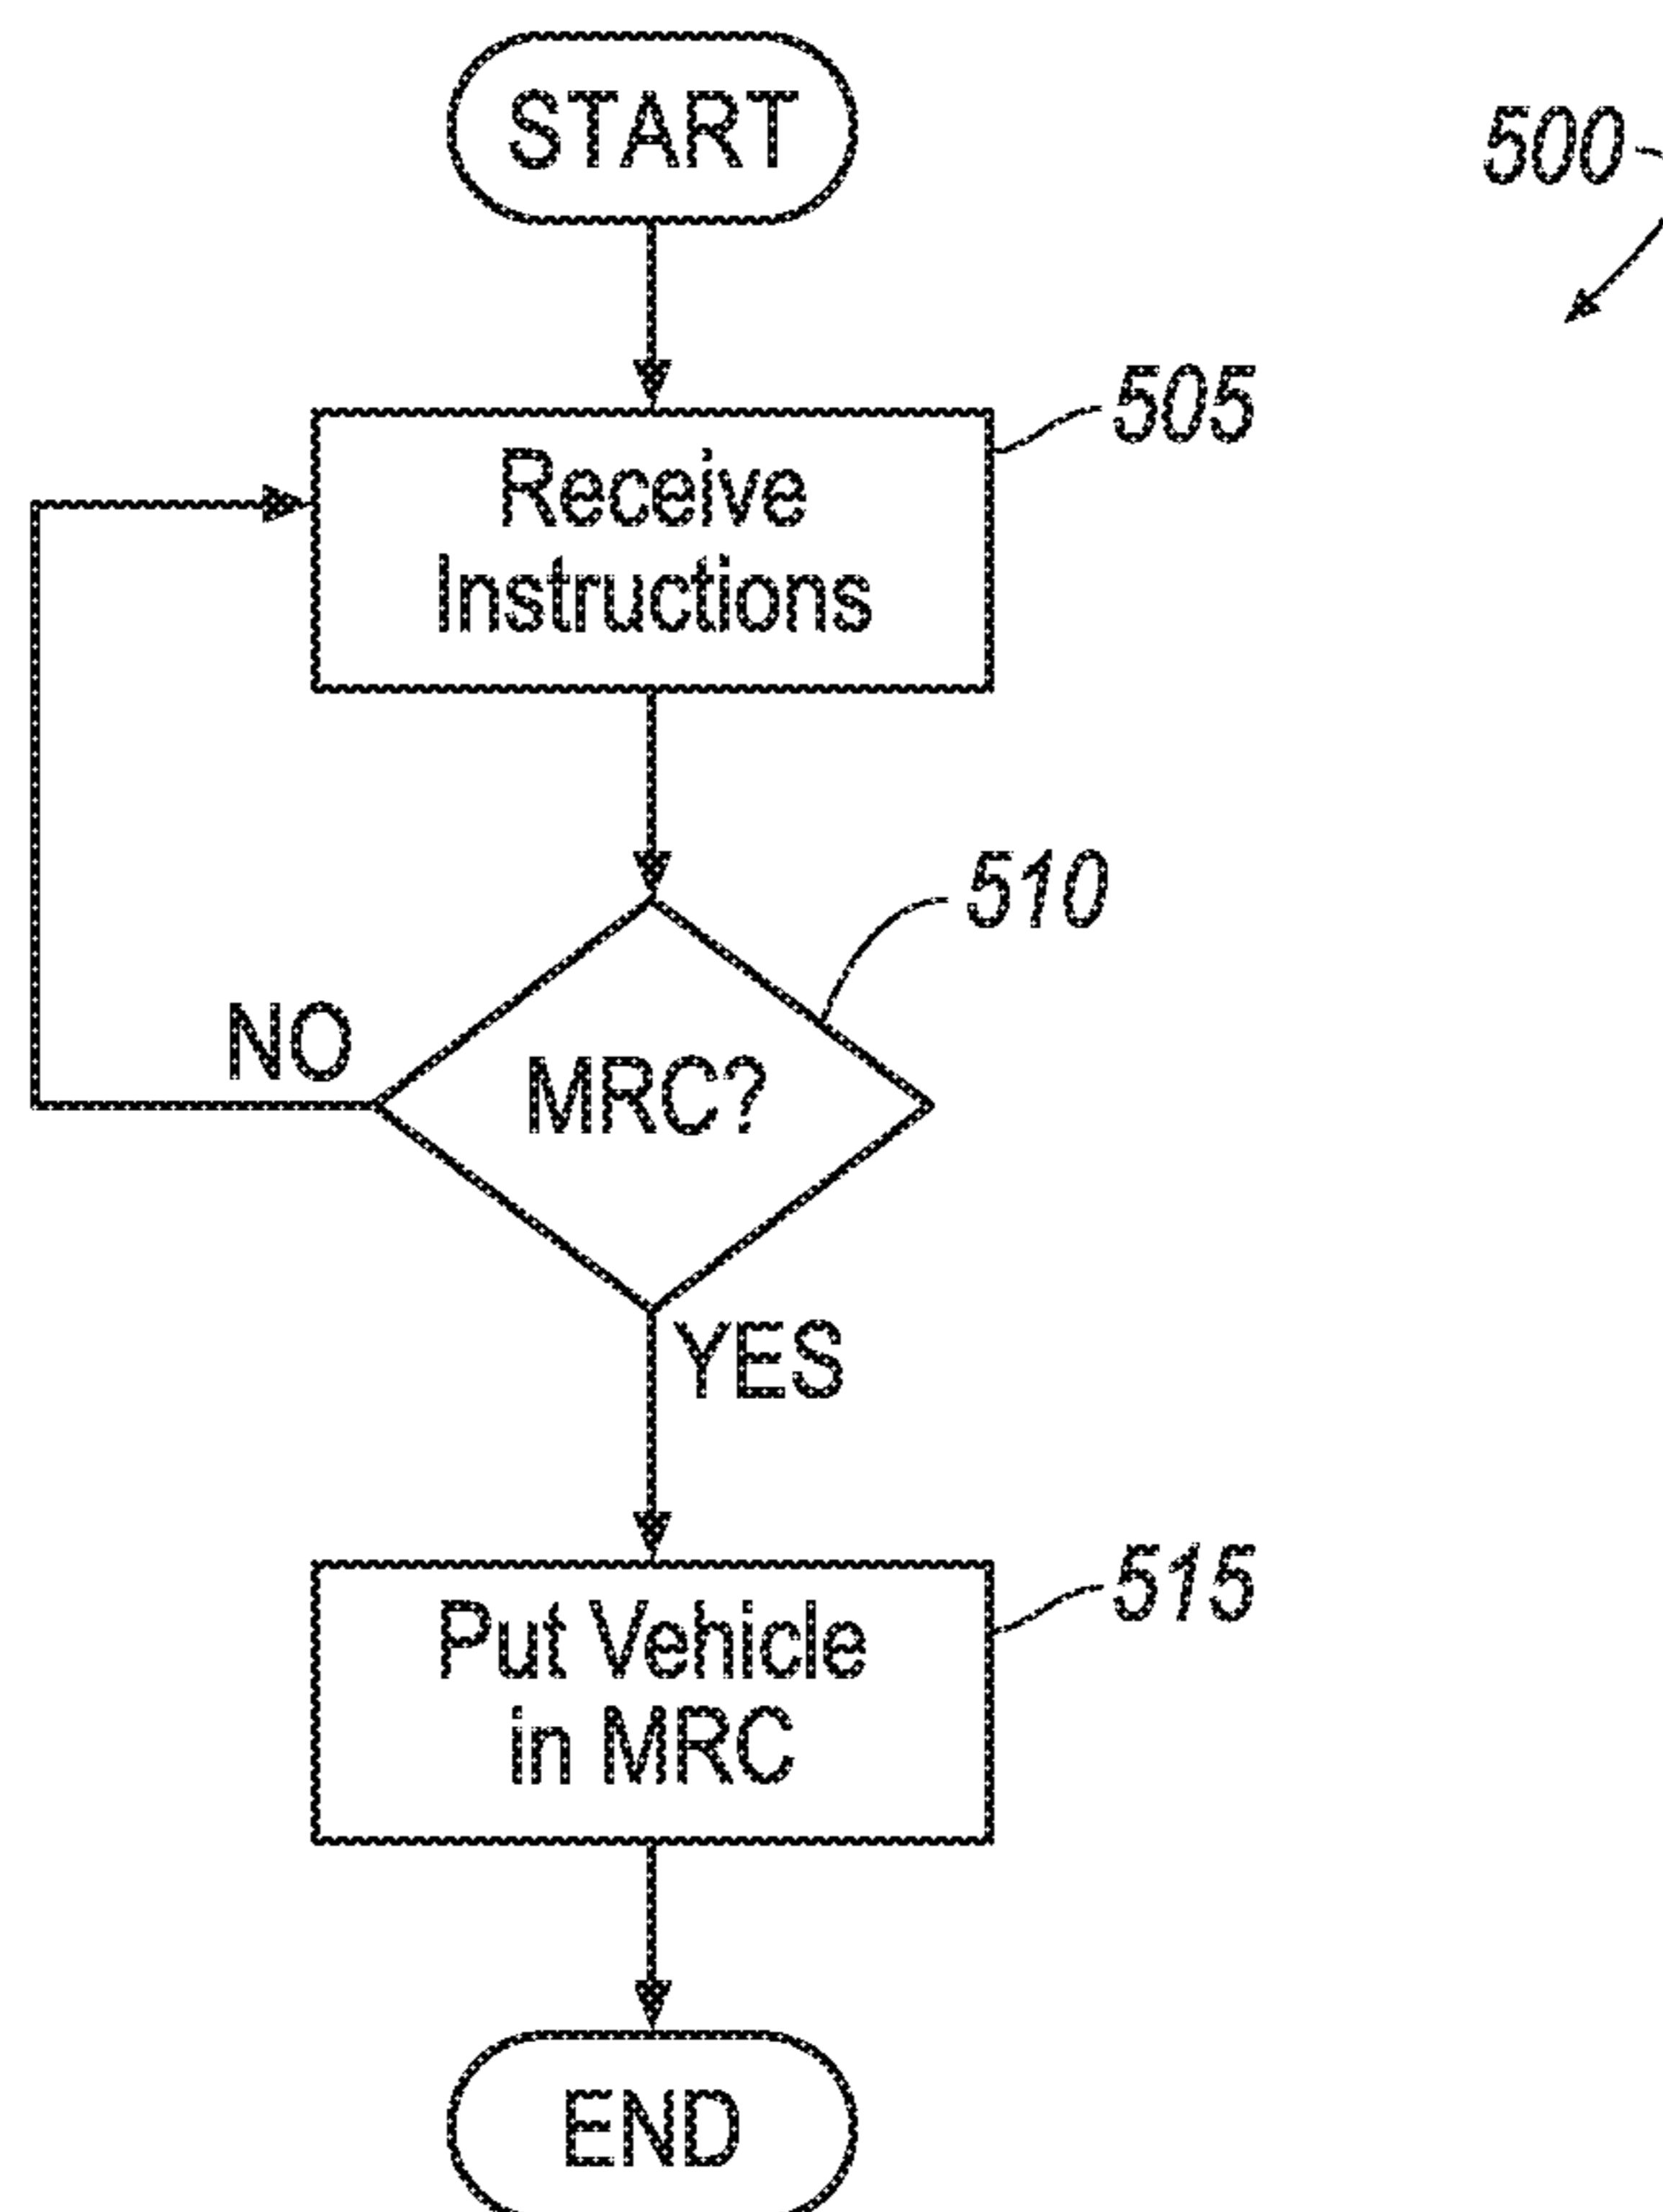 START
500
505
Receive
Instructions
510
NO
MRC?
YES
515
Put Vehicle
in MRC
END